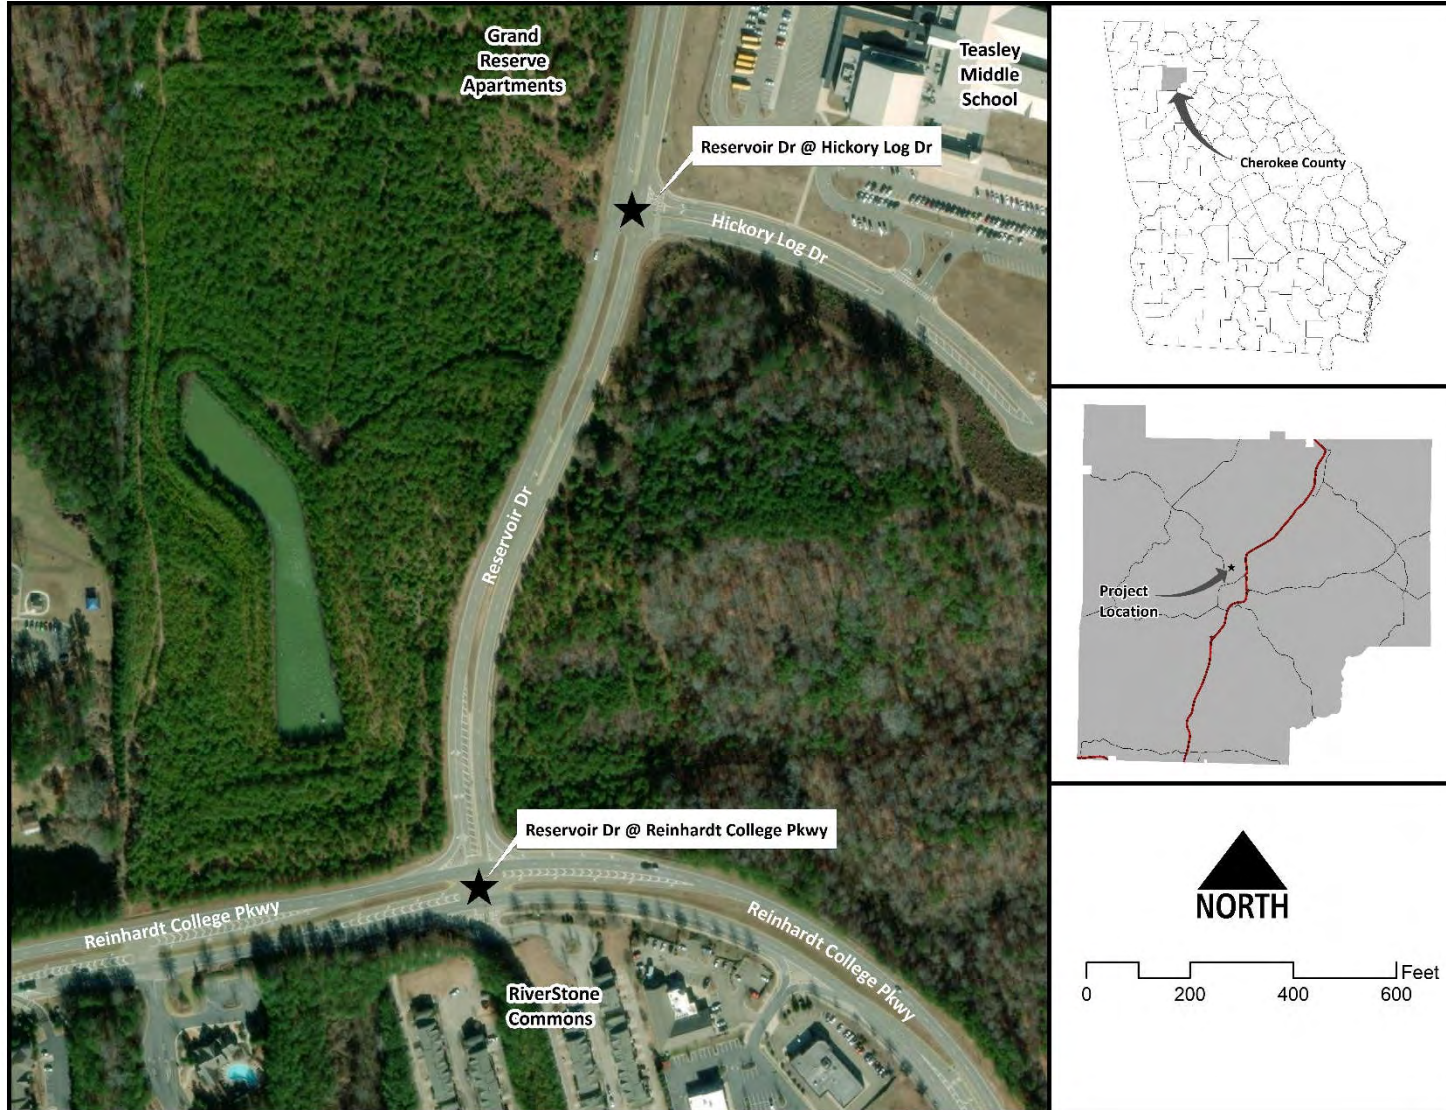 Grand
Reserve
Apartments
Teasley
Middle
School
Reservoir Dr @ Hickory Log Dr
Hickory Log Dr
Reservoir Dr
Reservoir Dr @ Reinhardt College Pkwy
Reinhardt College Pkwy
Reinhardt College Pkwy
RiverStone
Commons
Cherokee County
Project
Location
NORTH
Feet
0 200 400 600